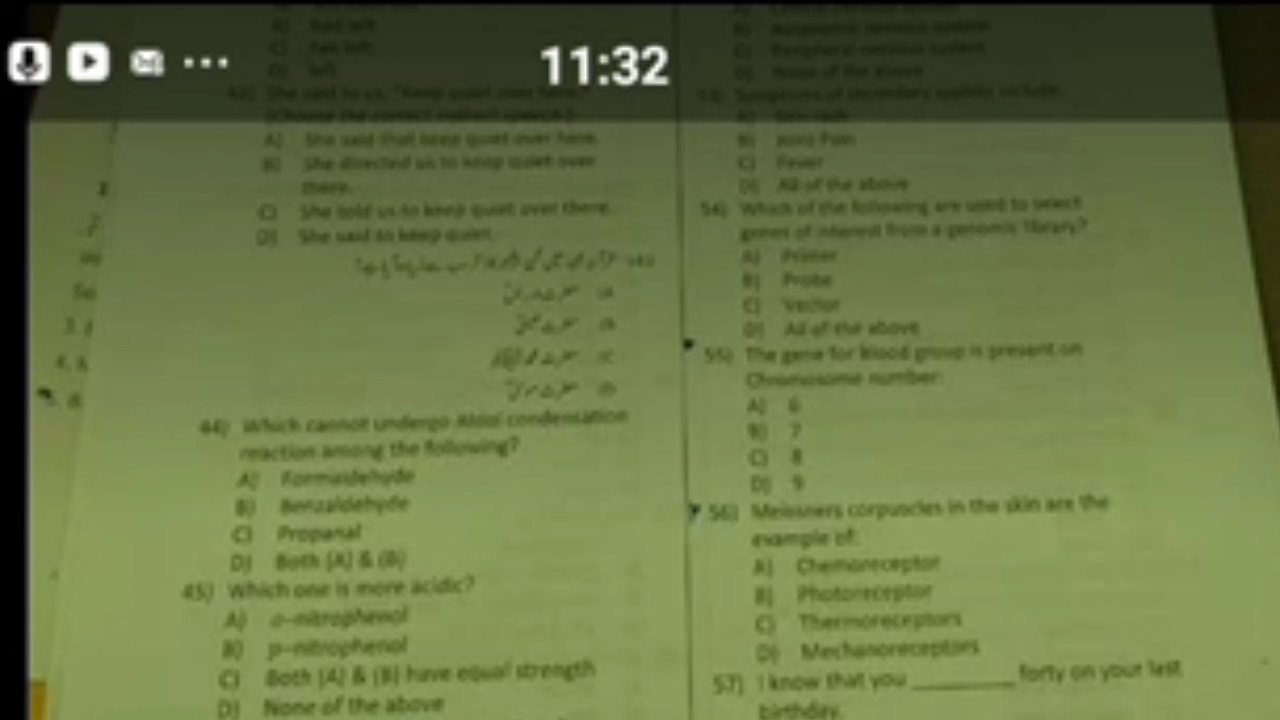 11:32
B) had left
C) has left
D) left
42) She said to us, "Keep quiet over here."
(Choose the correct indirect speech)
A) She said that keep quiet over here.
B) She directed us to keep quiet over
there.
C) She told us to keep quiet over there.
D) She said to keep quiet.
44) Which cannot undergo Aldol condensation
reaction among the following?
A) Formaldehyde
B) Benzaldehyde
C) Propanal
D) Both (A) & (B)
45) Which one is more acidic?
A) o-nitrophenol
B) p-nitrophenol
C) Both (A) & (B) have equal strength
D) None of the above
B) Autonomic nervous system
C) Peripheral nervous system
D) None of the above
53) Symptoms of secondary syphilis include:
A) Skin rash
B) Joint Pain
C) Fever
D) All of the above
54) Which of the following are used to select
genes of interest from a genomic library?
A) Primer
B) Probe
C) Vector
D) All of the above
55) The gene for Blood group is present on
Chromosome number:
A) 6
B) 7
C) 8
D) 9
56) Meissners corpuscles in the skin are the
example of:
A) Chemoreceptor
B) Photoreceptor
C) Thermoreceptors
D) Mechanoreceptors
57) I know that you ________ forty on your last
birthday.